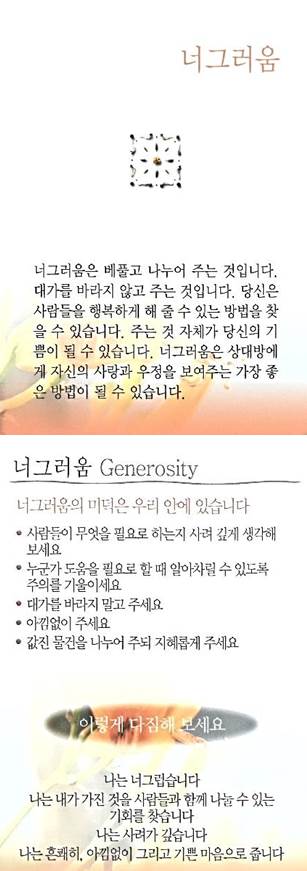 너그러움
너그러움은 베풀고 나누어 주는 것입니다.
대가를 바라지 않고 주는 것입니다. 당신은
사람들을 행복하게 해 줄 수 있는 방법을 찾
을 수 있습니다. 주는 것 자체가 당신의 기
쁨이 될 수 있습니다. 너그러움은 상대방에
게 자신의 사랑과 우정을 보여주는 가장 좋
은 방법이 될 수 있습니다.
너그러움 Generosity
너그러움의 미덕은 우리 안에 있습니다
• 사람들이 무엇을 필요로 하는지 사려 깊게 생각해
보세요
• 누군가 도움을 필요로 할 때 알아차릴 수 있도록
주의를 기울이세요
• 대가를 바라지 말고 주세요
• 아낌없이 주세요
• 값진 물건을 나누어 주되 지혜롭게 주세요
이렇게 다짐해 보세요
나는 너그럽습니다
나는 내가 가진 것을 사람들과 함께 나눌 수 있는
기회를 찾습니다
나는 사려가 깊습니다
나는 흔쾌히, 아낌없이 그리고 기쁜 마음으로 줍니다